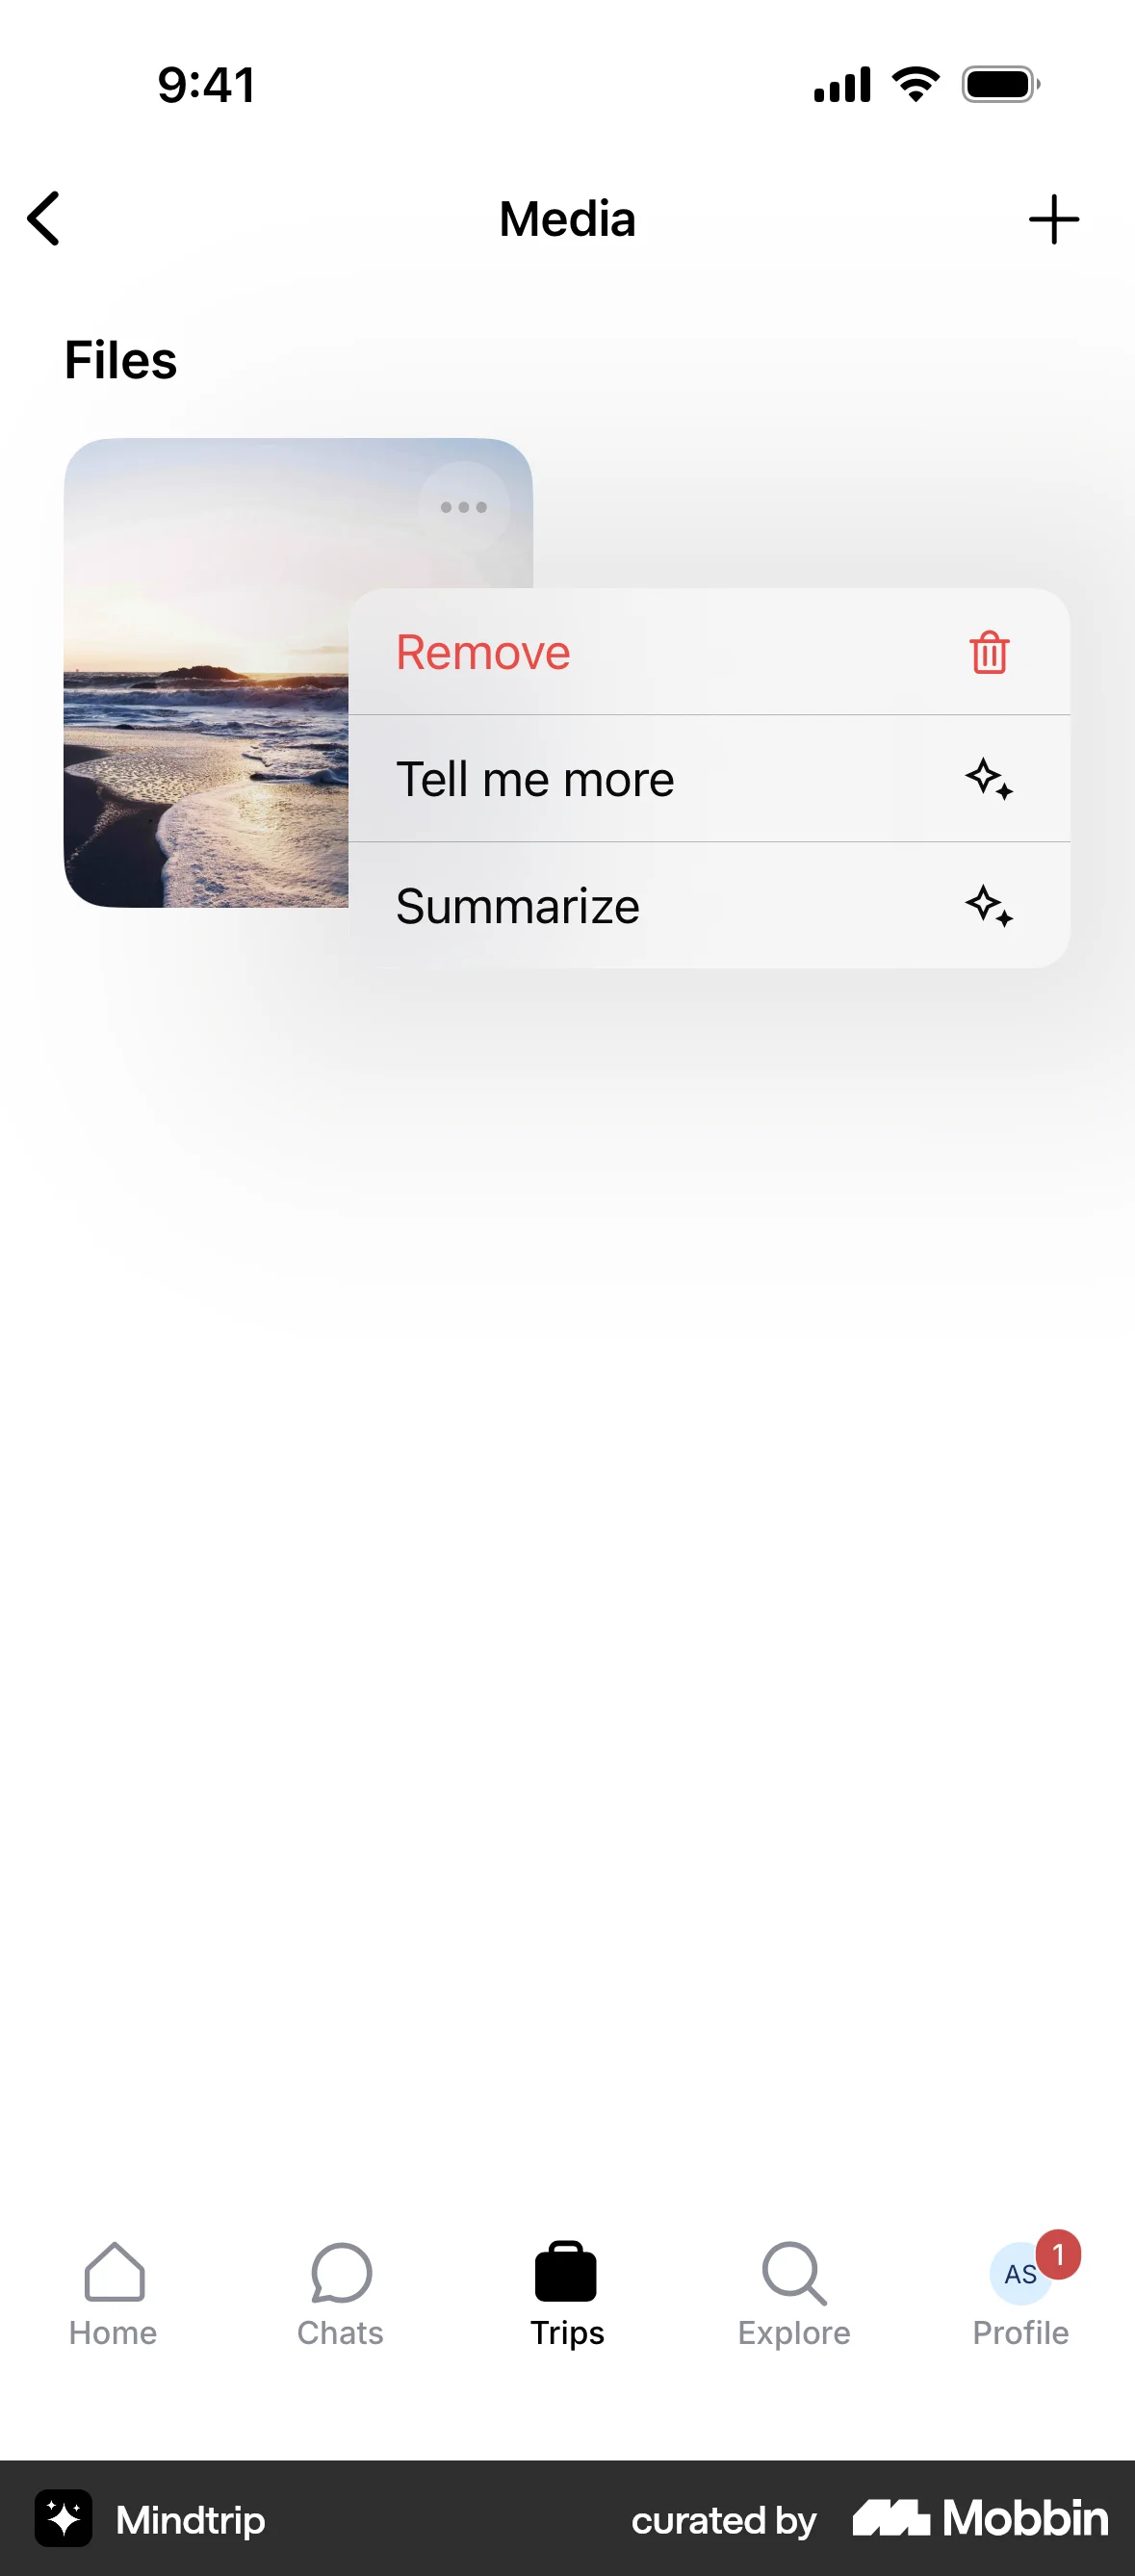 9:41
Media
Files
Remove
Tell me more
Summarize
Home
Chats
Trips
Explore
AS
1
Profile
Mindtrip
curated by Mobbin